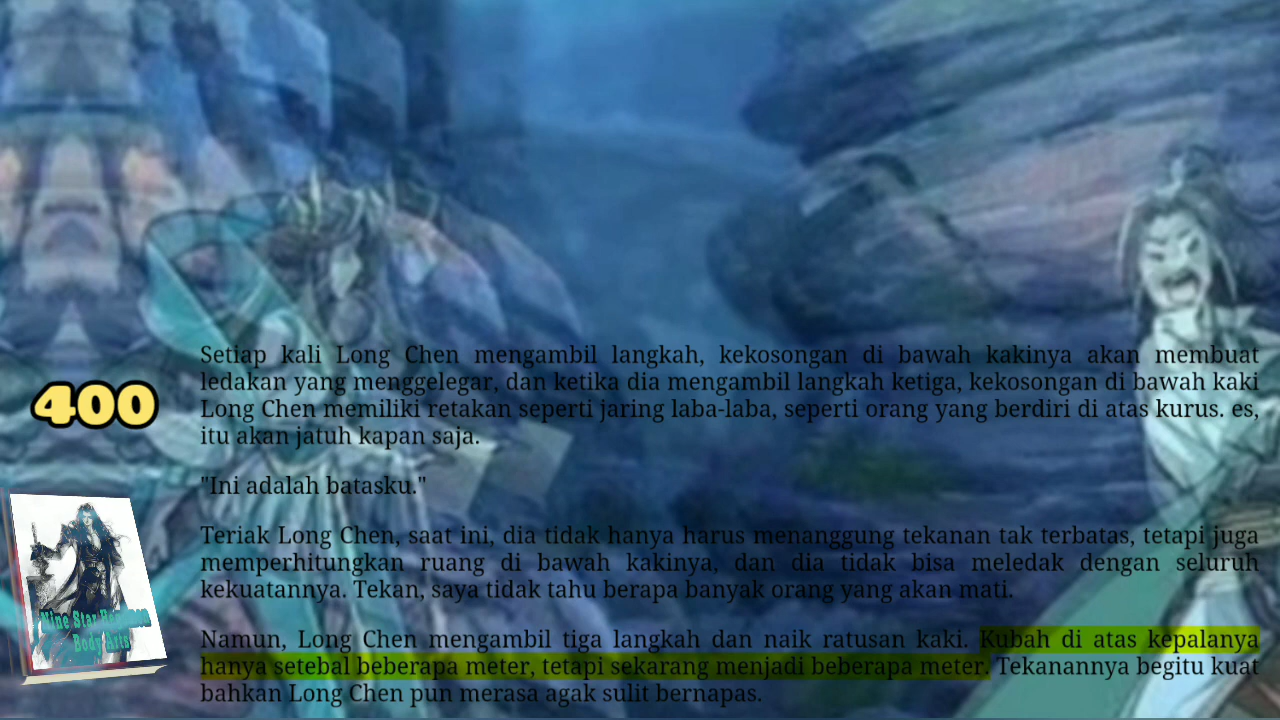 Setiap kali Long Chen mengambil langkah, kekosongan di bawah kakinya akan membuat
ledakan yang menggelegar, dan ketika dia mengambil langkah ketiga, kekosongan di bawah kaki
Long Chen memiliki retakan seperti jaring laba-laba, seperti orang yang berdiri di atas kurus. es,
itu akan jatuh kapan saja.
400
"Ini adalah batasku."
Teriak Long Chen, saat ini, dia tidak hanya harus menanggung tekanan tak terbatas, tetapi juga
memperhitungkan ruang di bawah kakinya, dan dia tidak bisa meledak dengan seluruh
kekuatannya. Tekan, saya tidak tahu berapa banyak orang yang akan mati.
Nine Star
Body Arts
Namun, Long Chen mengambil tiga langkah dan naik ratusan kaki. Kubah di atas kepalanya
hanya setebal beberapa meter, tetapi sekarang menjadi beberapa meter. Tekanannya begitu kuat
bahkan Long Chen pun merasa agak sulit bernapas.